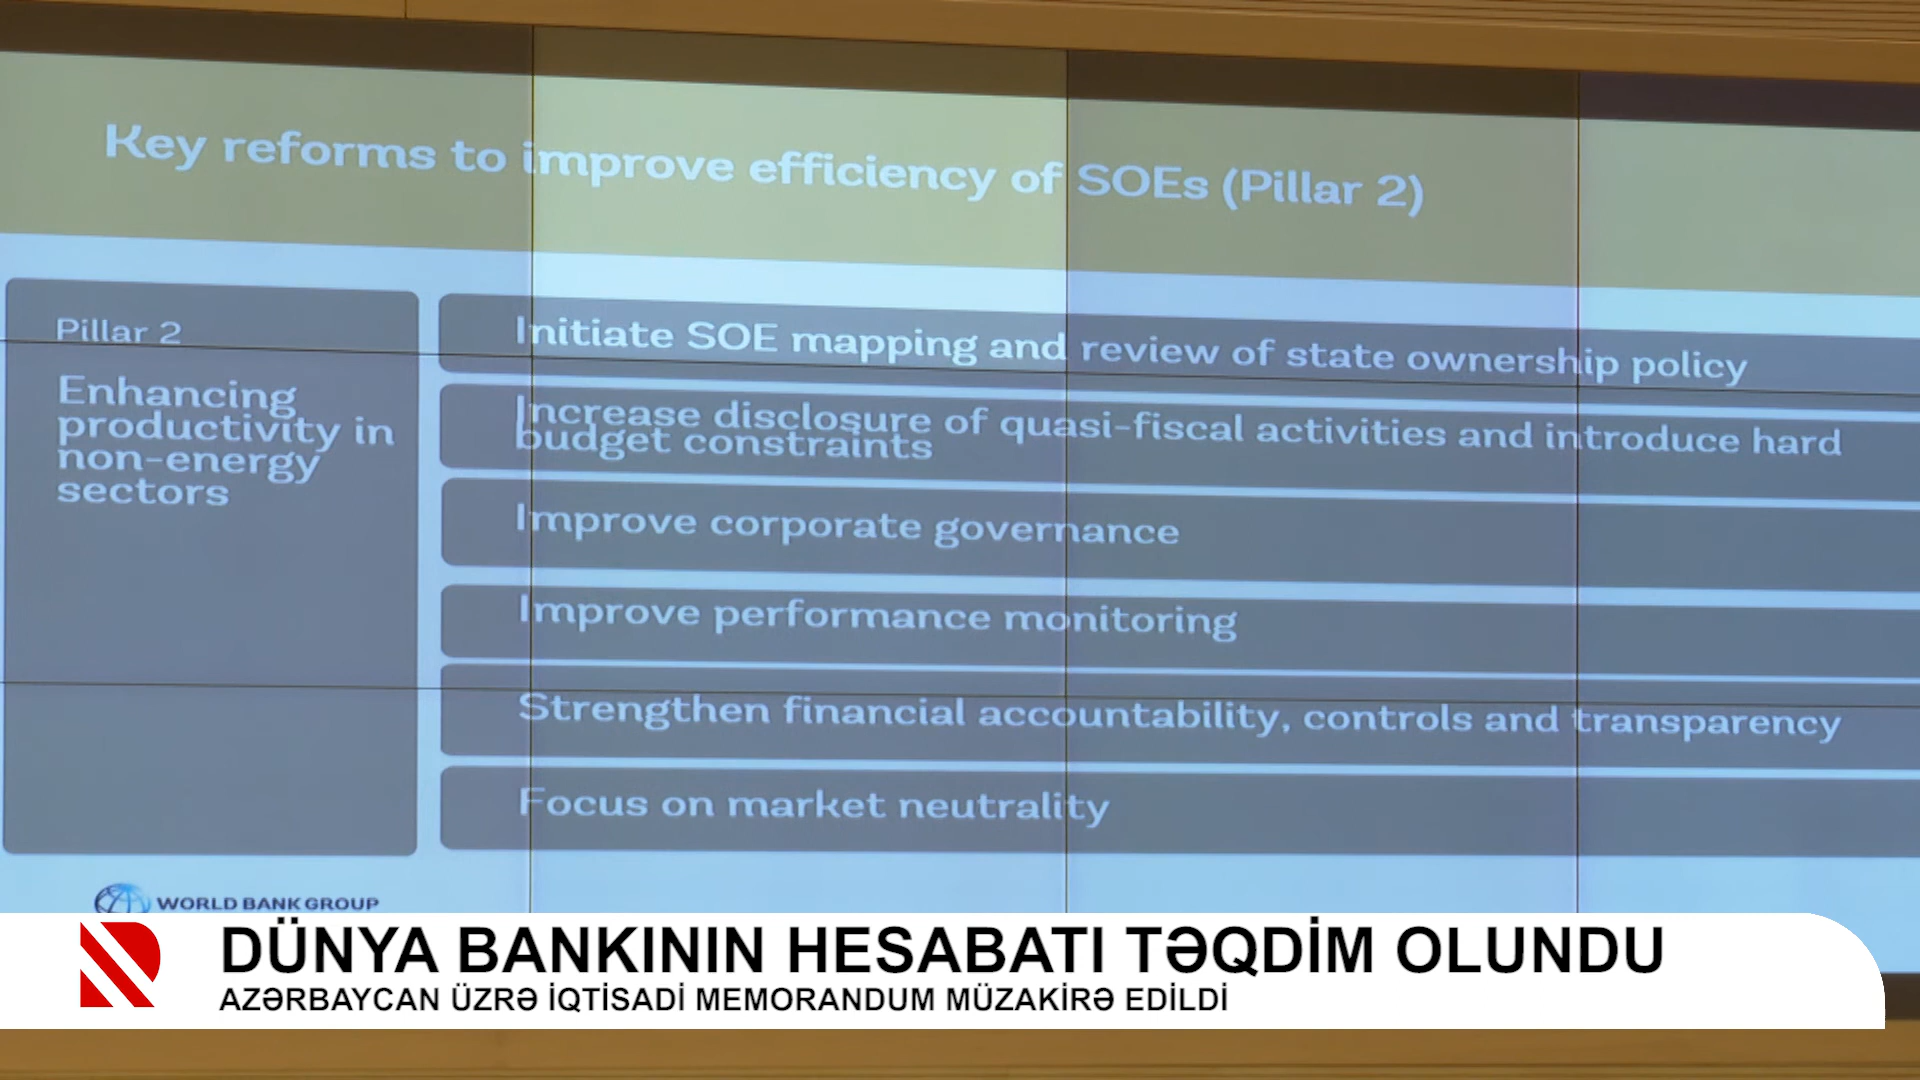 Key reforms to improve efficiency of SOEs (Pillar 2)
Pillar 2
Enhancing
productivity in
non-energy
sectors
Initiate SOE mapping and review of state ownership policy
Increase disclosure of quasi-fiscal activities and introduce hard
budget constraints
Improve corporate governance
Improve performance monitoring
Strengthen financial accountability, controls and transparency
Focus on market neutrality
WORLD BANK GROUP
DÜNYA BANKININ HESABATI TƏQDİM OLUNDU
AZƏRBAYCAN ÜZRƏ İQTİSADİ MEMORANDUM MÜZAKİRƏ EDİLDİ